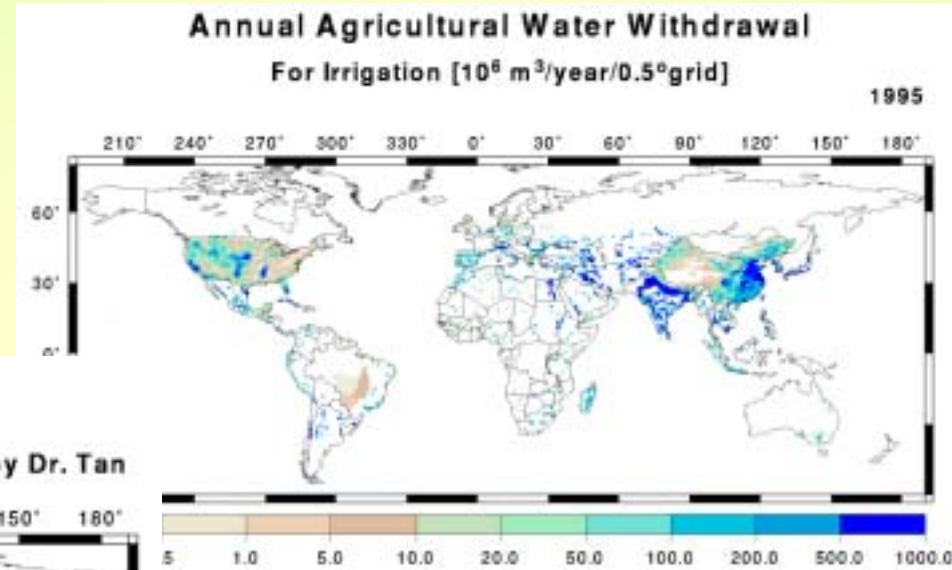 Annual Agricultural Water Withdrawal
For Irrigation [10⁶ m³/year/0.5°grid]
1995
210° 240° 270° 300° 330° 0° 30° 60° 90° 120° 150° 180°
60°
30°
0°
y Dr. Tan
150° 180°
.5 1.0 5.0 10.0 20.0 50.0 100.0 200.0 500.0 1000.0